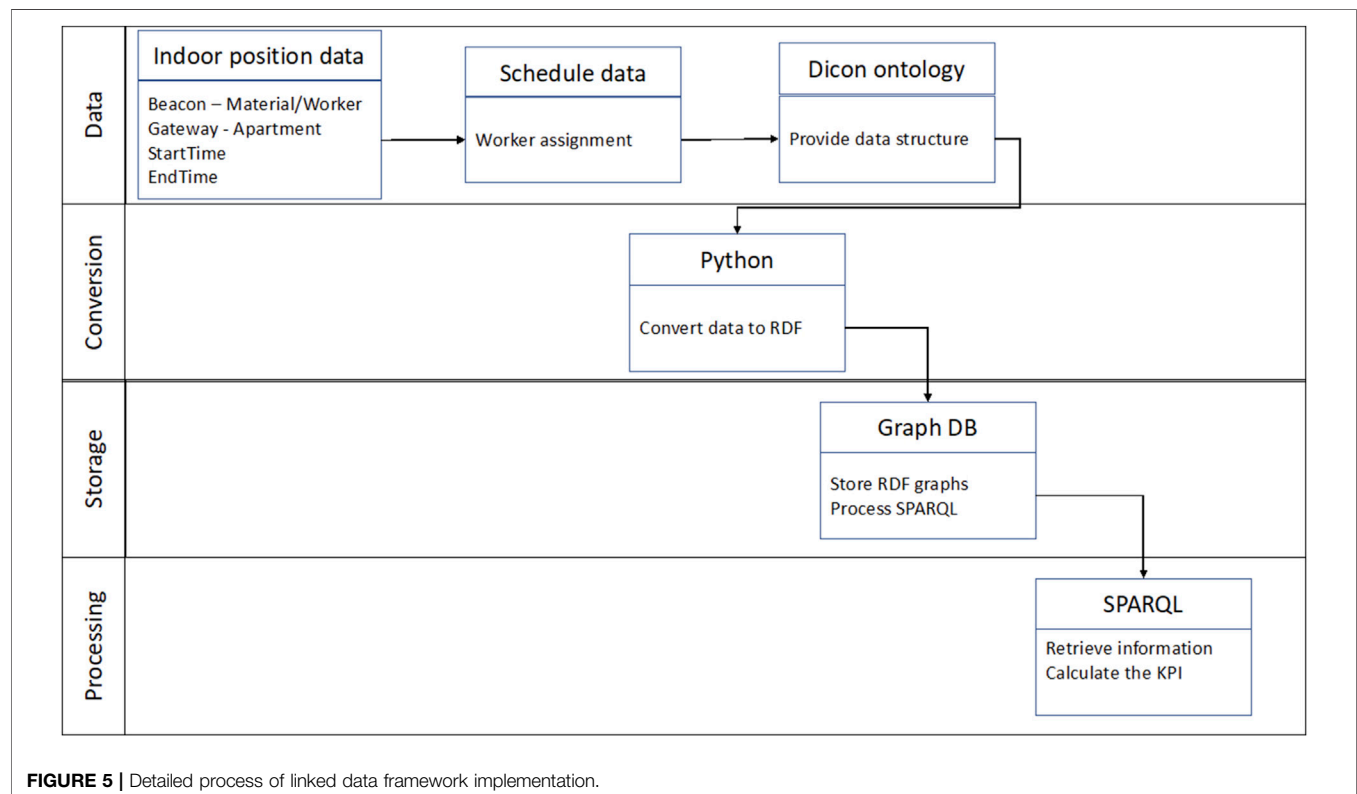 Data
Indoor position data
Beacon – Material/Worker
Gateway - Apartment
StartTime
EndTime
Schedule data
Worker assignment
Dicon ontology
Provide data structure
Conversion
Python
Convert data to RDF
Storage
Graph DB
Store RDF graphs
Process SPARQL
Processing
SPARQL
Retrieve information
Calculate the KPI
FIGURE 5 | Detailed process of linked data framework implementation.